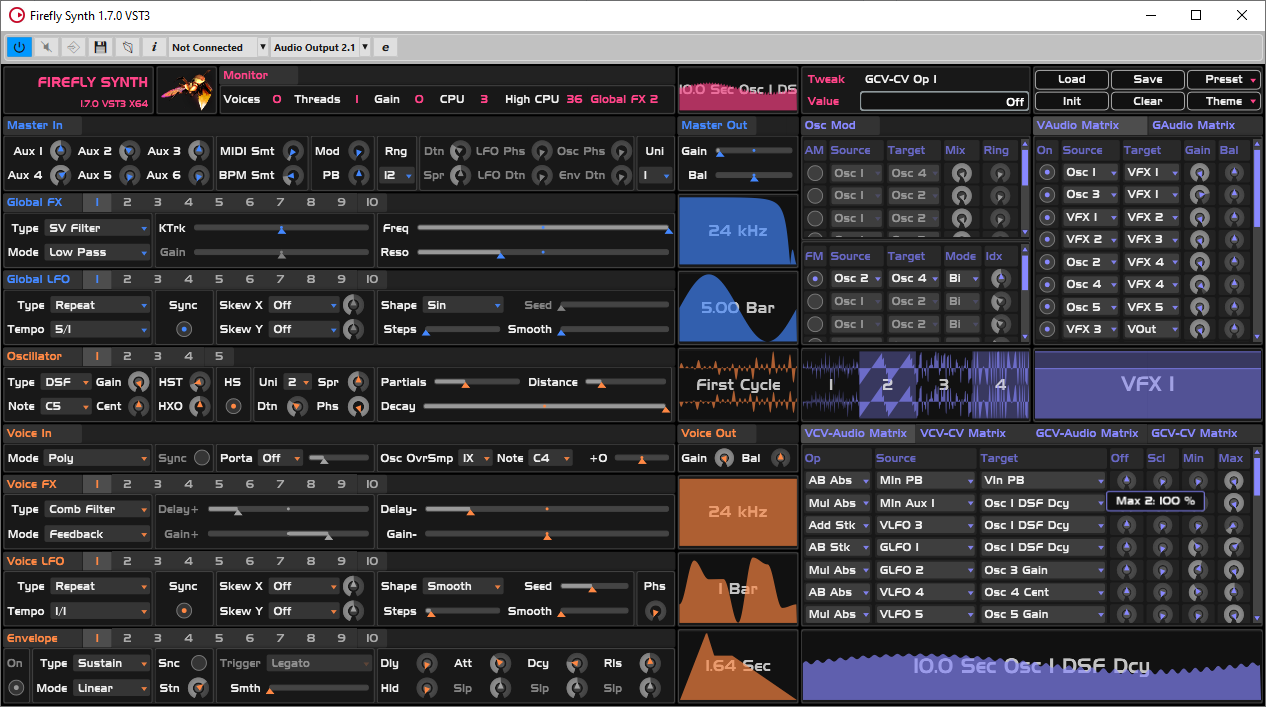 Firefly Synth 1.7.0 VST3
i Not Connected Audio Output 2.1 e
FIREFLY SYNTH
1.7.0 VST3 X64
Monitor
Voices 0 Threads 1 Gain 0 CPU 3 High CPU 36 Global FX 2
10.0 Sec Osc 1 DS
Tweak GCV-CV Op 1
Value Off
Load Save Preset
Init Clear Theme
Master In
Aux 1 Aux 2 Aux 3 MIDI Smt Mod Rng Dtn LFO Phs Osc Phs Uni
Aux 4 Aux 5 Aux 6 BPM Smt PB 12 Spr LFO Dtn Env Dtn 1
Master Out
Gain
Bal
Osc Mod
AM Source Target Mix Ring
Osc 1 Osc 4
Osc 1 Osc 2
Osc 1 Osc 2
FM Source Target Mode Idx
Osc 2 Osc 4 Bi
Osc 1 Osc 2 Bi
Osc 1 Osc 2 Bi
VAudio Matrix GAudio Matrix
On Source Target Gain Bal
Osc 1 VFX 1
Osc 3 VFX 1
VFX 1 VFX 2
VFX 2 VFX 3
Osc 2 VFX 4
Osc 4 VFX 4
Osc 5 VFX 5
VFX 3 VOut
Global FX 1 2 3 4 5 6 7 8 9 10
Type SV Filter KTrk Freq
Mode Low Pass Gain Reso
24 kHz
Global LFO 1 2 3 4 5 6 7 8 9 10
Type Repeat Sync Skew X Off Shape Sin Seed
Tempo 5/1 Skew Y Off Steps Smooth
5.00 Bar
Oscillator 1 2 3 4 5
Type DSF Gain HST HS Uni 2 Spr Partials Distance
Note C5 Cent HXO Dtn Phs Decay
First Cycle
1 2 3 4
VFX 1
Voice In
Mode Poly Sync Porta Off Osc OvrSmp 1X Note C4 +0
Voice Out
Gain Bal
Voice FX 1 2 3 4 5 6 7 8 9 10
Type Comb Filter Delay+ Delay-
Mode Feedback Gain+ Gain-
24 kHz
Voice LFO 1 2 3 4 5 6 7 8 9 10
Type Repeat Sync Skew X Off Shape Smooth Seed Phs
Tempo 1/1 Skew Y Off Steps Smooth
1 Bar
Envelope 1 2 3 4 5 6 7 8 9 10
On Type Sustain Snc Trigger Legato Dly Att Dcy Rls
Mode Linear Stn Smth Hld Slp Slp Slp
1.64 Sec
VCV-Audio Matrix VCV-CV Matrix GCV-Audio Matrix GCV-CV Matrix
Op Source Target Off Scl Min Max
AB Abs Min PB VIn PB
Mul Abs Min Aux 1 Osc 1 DSF Dcy
Max 2: 100 %
Add Stk VLFO 3 Osc 1 DSF Dcy
AB Stk GLFO 1 Osc 1 DSF Dcy
Mul Abs GLFO 2 Osc 3 Gain
AB Abs VLFO 4 Osc 4 Cent
Mul Abs VLFO 5 Osc 5 Gain
10.0 Sec Osc 1 DSF Dcy